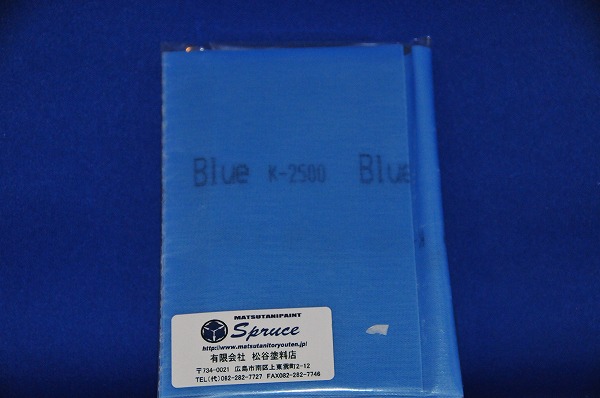 Blue K-2500 Blue
MATSUTANIPAINT
Spruce
http://www.matsutanitoryouten.jp/
有限会社 松谷塗料店
〒734-0021 広島市南区上東雲町2-12
TEL(代)082-282-7727 FAX082-282-7746